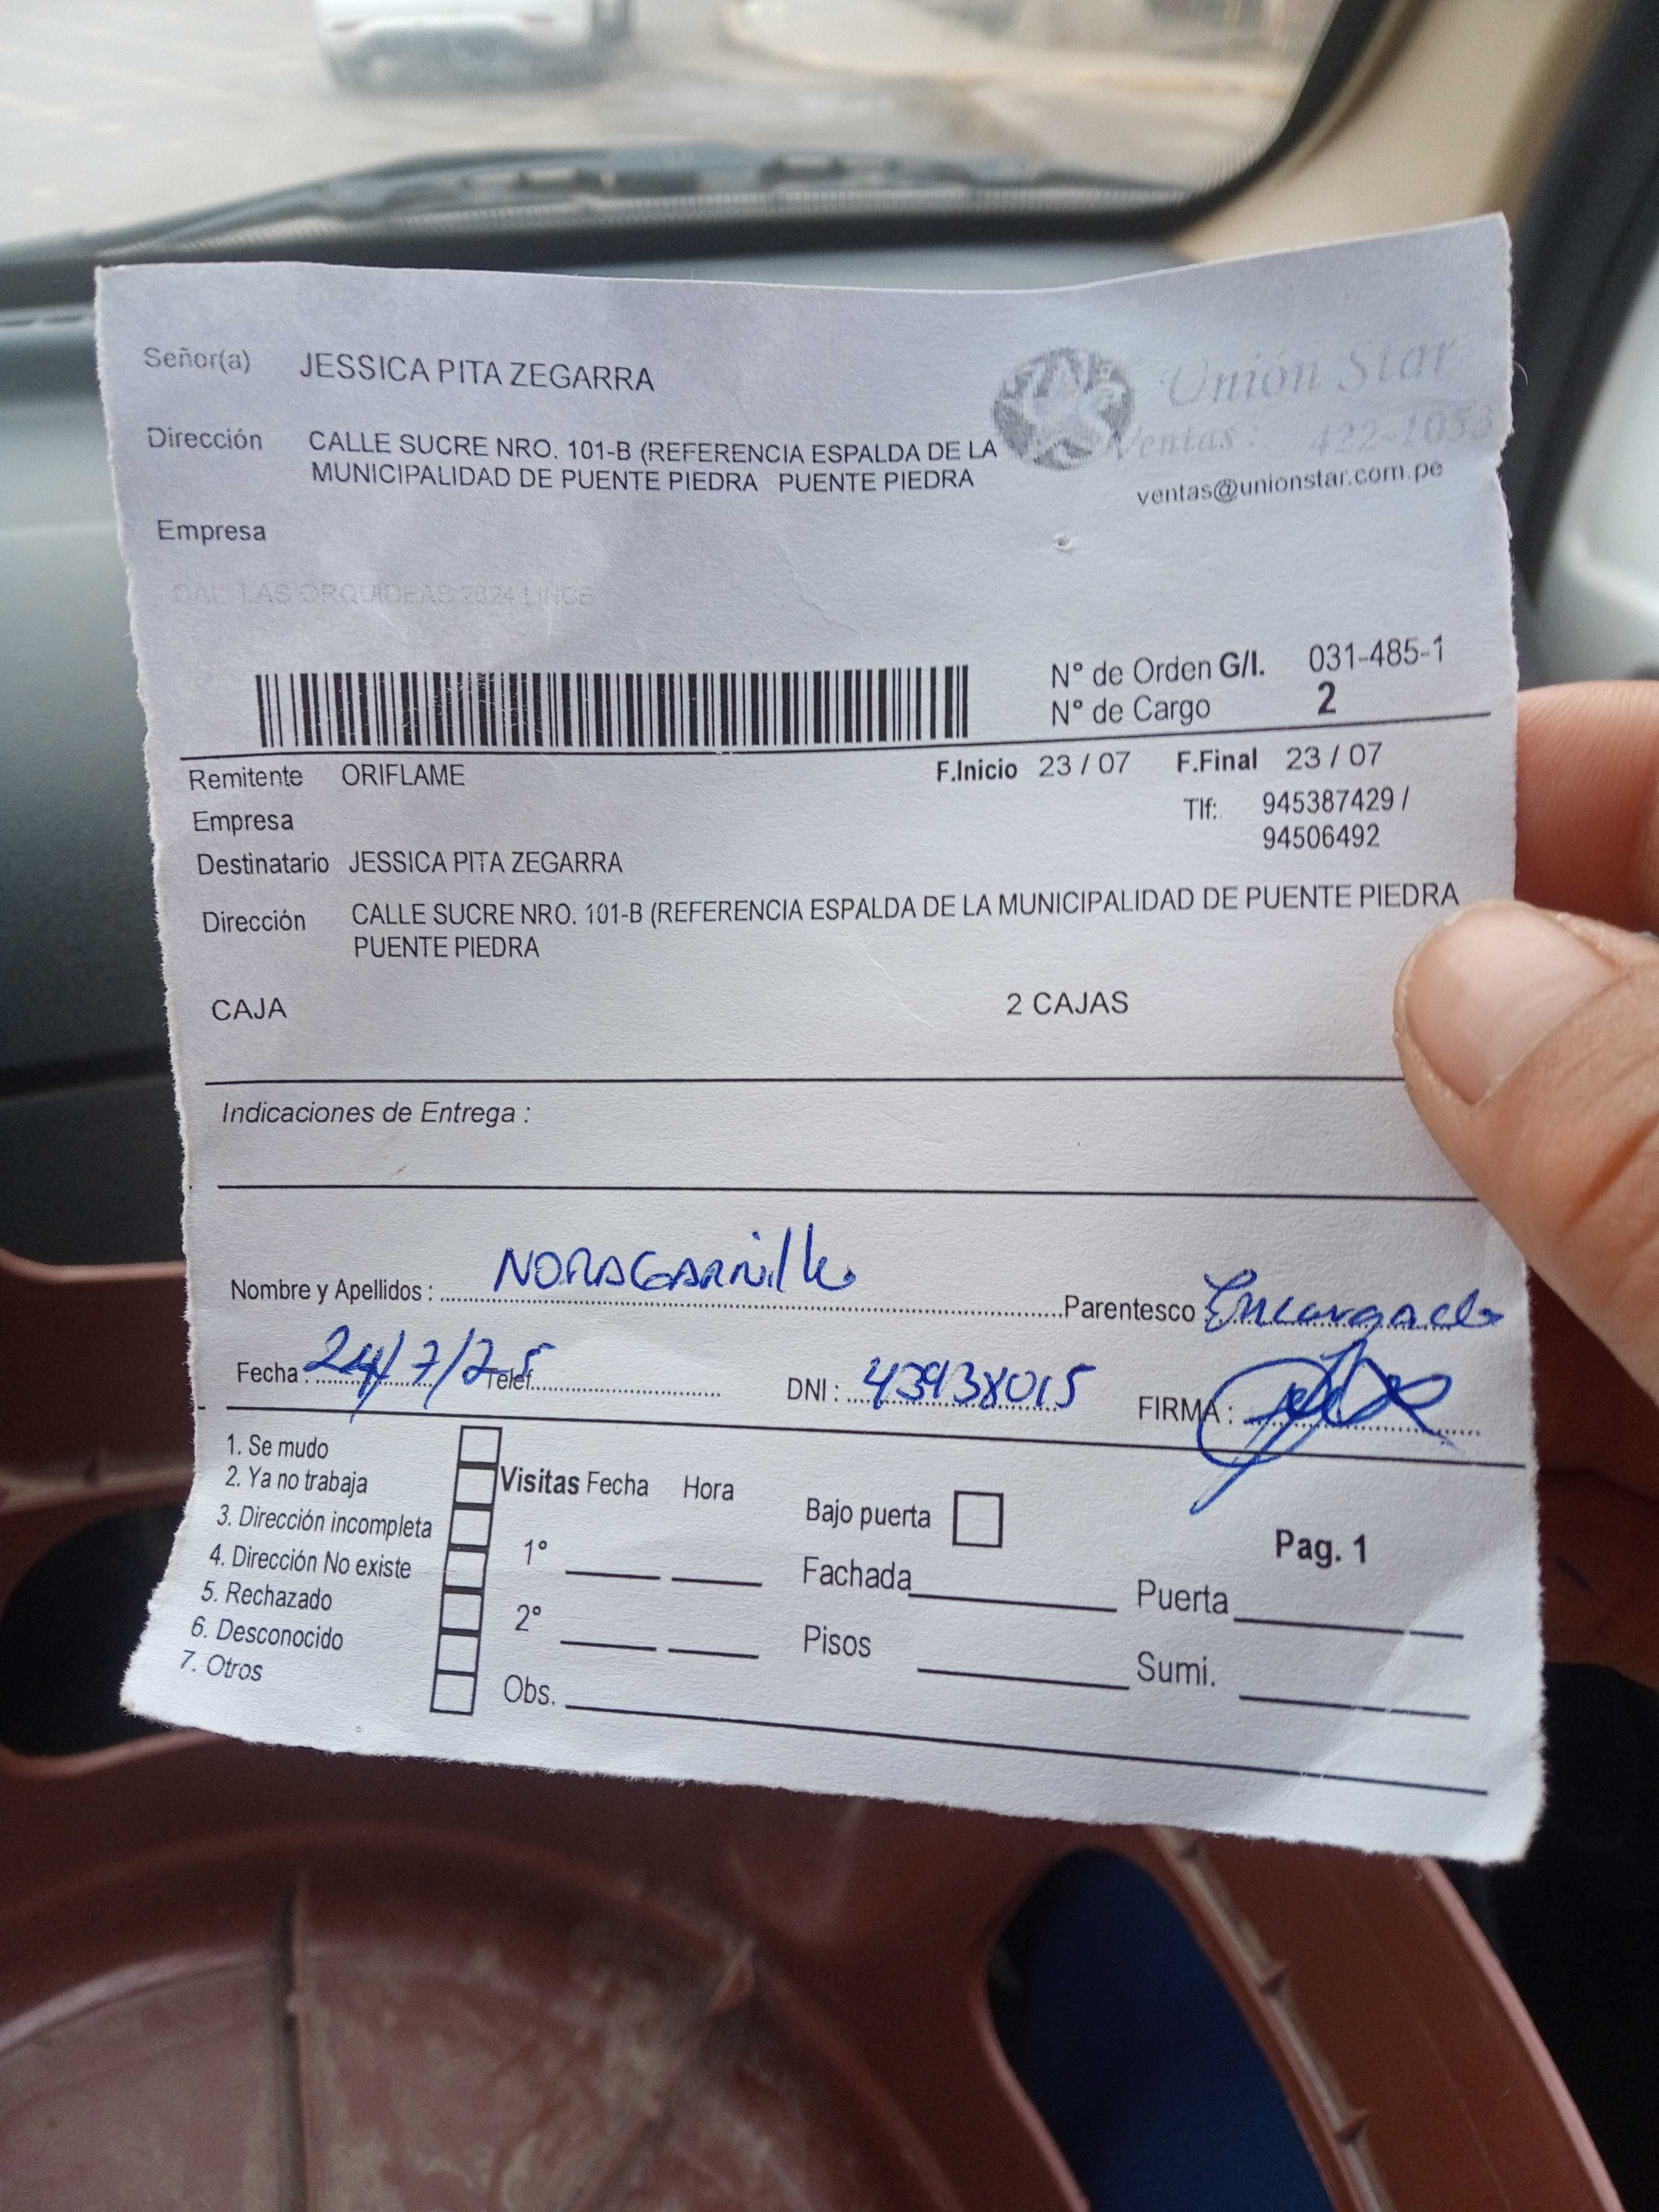 Señor(a) JESSICA PITA ZEGARRA
Unión Star
Ventas: 422-1053
ventas@unionstar.com.pe
Dirección CALLE SUCRE NRO. 101-B (REFERENCIA ESPALDA DE LA
MUNICIPALIDAD DE PUENTE PIEDRA PUENTE PIEDRA
Empresa
CAL. LAS ORQUIDEAS 2624 LINCE
N° de Orden G/I. 031-485-1
N° de Cargo 2
Remitente ORIFLAME F.Inicio 23 / 07 F.Final 23 / 07
Empresa Tlf: 945387429 /
94506492
Destinatario JESSICA PITA ZEGARRA
Dirección CALLE SUCRE NRO. 101-B (REFERENCIA ESPALDA DE LA MUNICIPALIDAD DE PUENTE PIEDRA
PUENTE PIEDRA
CAJA 2 CAJAS
Indicaciones de Entrega :
Nombre y Apellidos : NORA Parentesco Encargada
Fecha : 24/7/25 Telef. DNI : 43938015 FIRMA :
1. Se mudo
2. Ya no trabaja
3. Dirección incompleta
4. Dirección No existe
5. Rechazado
6. Desconocido
7. Otros
Visitas Fecha Hora
1°
2°
Obs.
Bajo puerta
Fachada
Pisos
Pag. 1
Puerta
Sumi.